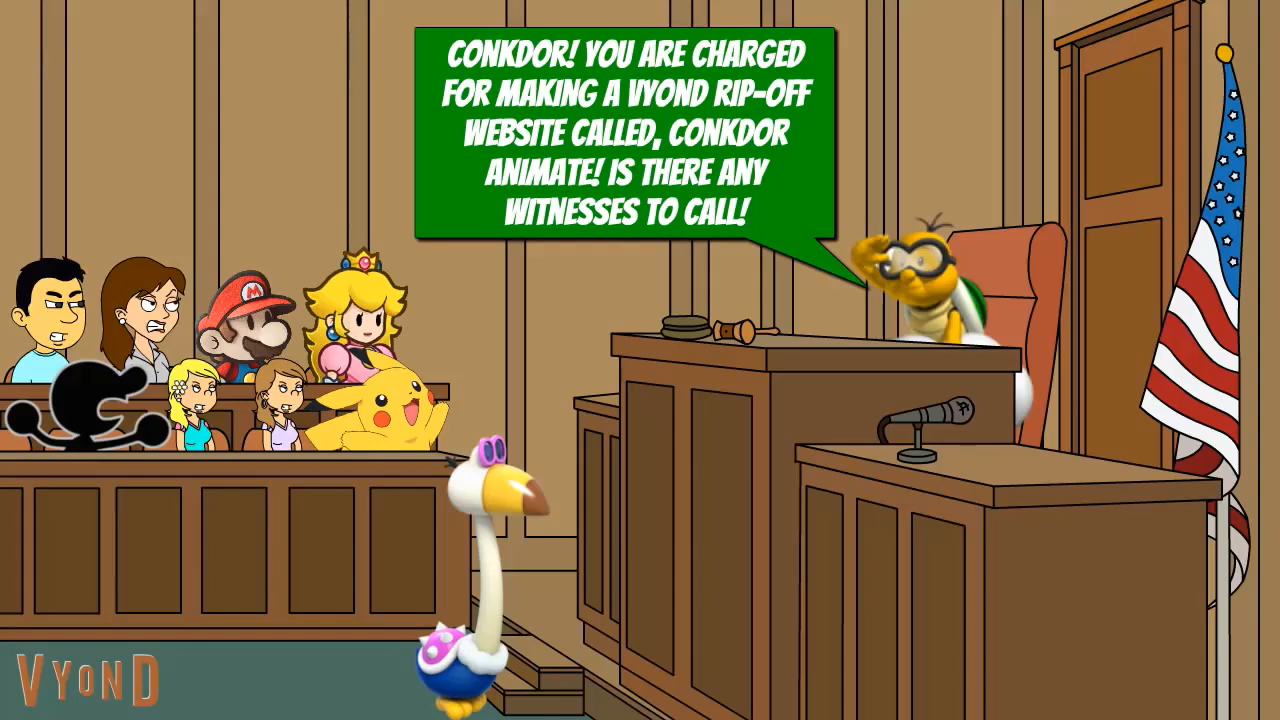 CONKDOR! YOU ARE CHARGED
FOR MAKING A VYOND RIP-OFF
WEBSITE CALLED, CONKDOR
ANIMATE! IS THERE ANY
WITNESSES TO CALL!
M
VYOND